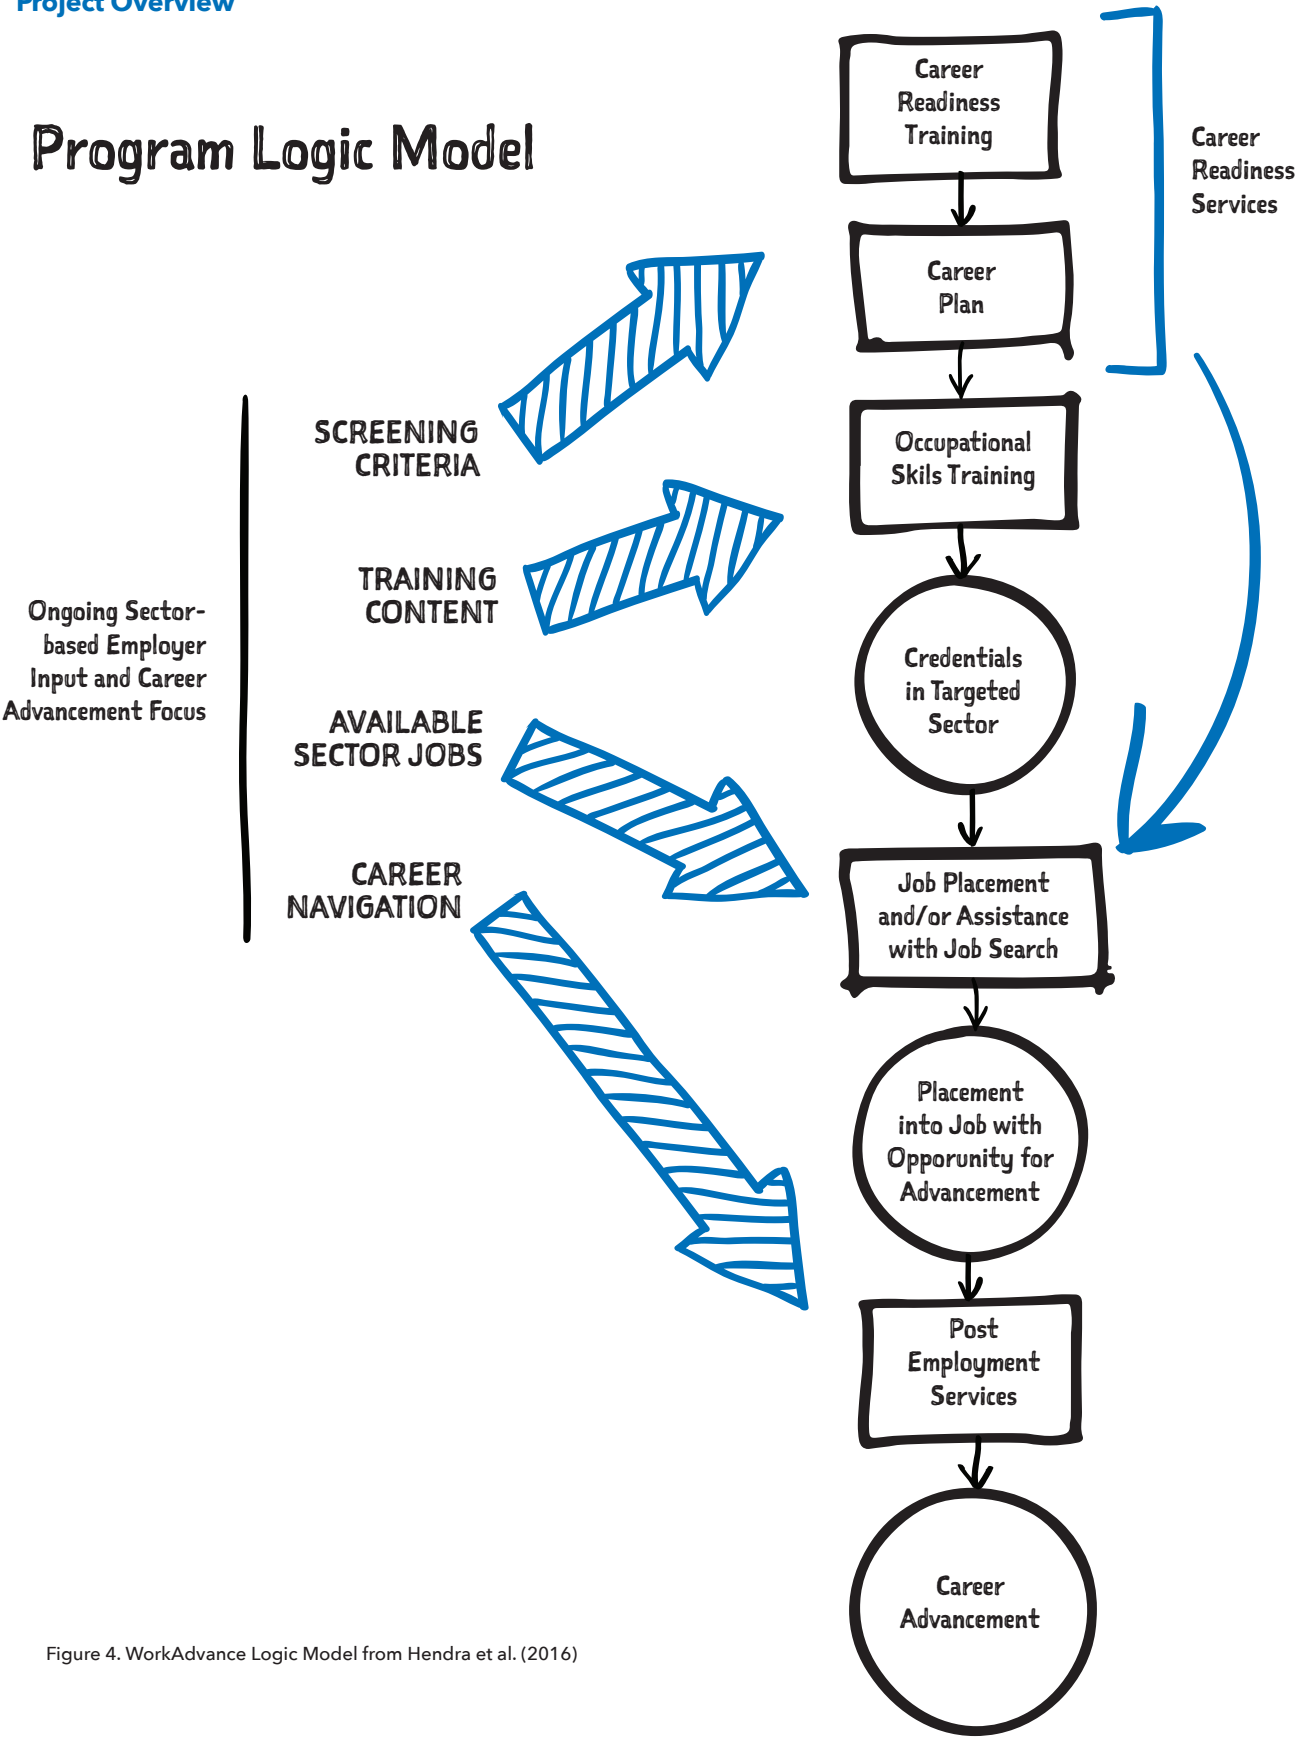 Project Overview
Program Logic Model
Career
Readiness
Training
Career
Readiness
Services
Career
Plan
SCREENING
CRITERIA
Occupational
Skils Training
TRAINING
CONTENT
Ongoing Sector-
based Employer
Input and Career
Advancement Focus
Credentials
in Targeted
Sector
AVAILABLE
SECTOR JOBS
CAREER
NAVIGATION
Job Placement
and/or Assistance
with Job Search
Placement
into Job with
Opporunity for
Advancement
Post
Employment
Services
Career
Advancement
Figure 4. WorkAdvance Logic Model from Hendra et al. (2016)